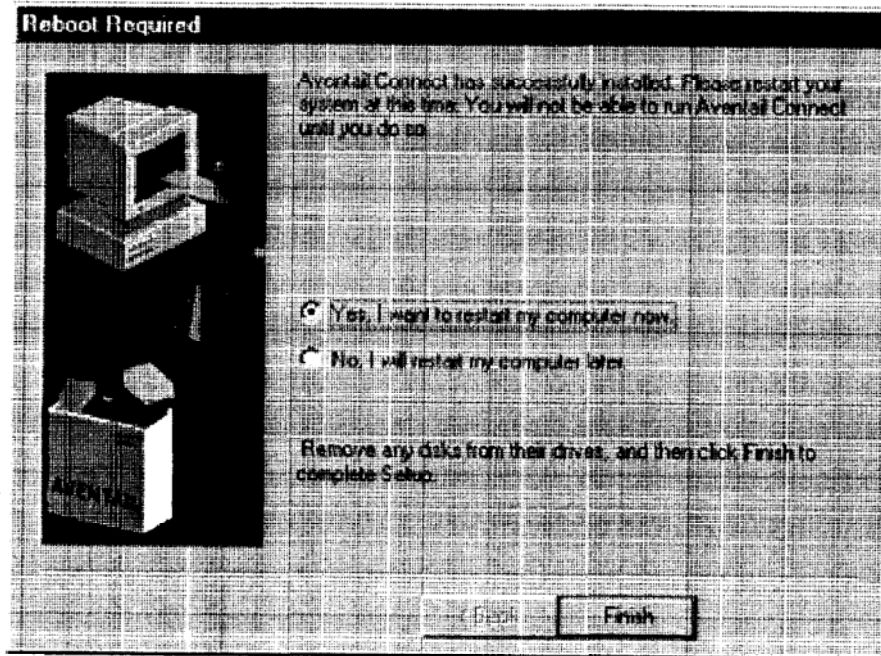 Reboot Required
Aventail Connect has successfully installed. Please restart your
system at this time. You will not be able to run Aventail Connect
until you do so.
Yes, I want to restart my computer now.
No, I will restart my computer later.
Remove any disks from their drives, and then click Finish to
complete Setup.
AVENTAIL
< Back
Finish